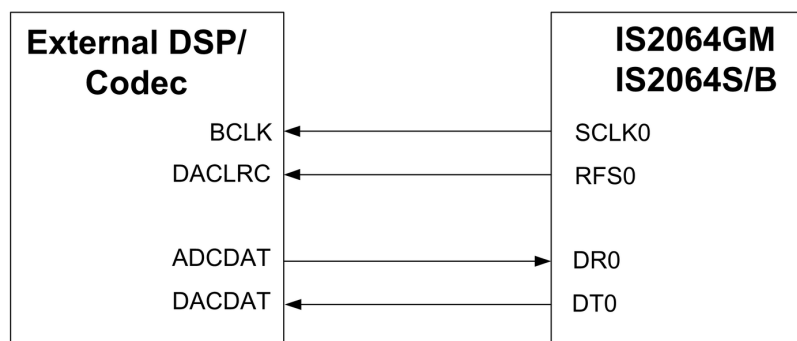 External DSP/
Codec
BCLK
DACLRC
ADCDAT
DACDAT
IS2064GM
IS2064S/B
SCLK0
RFS0
DR0
DT0